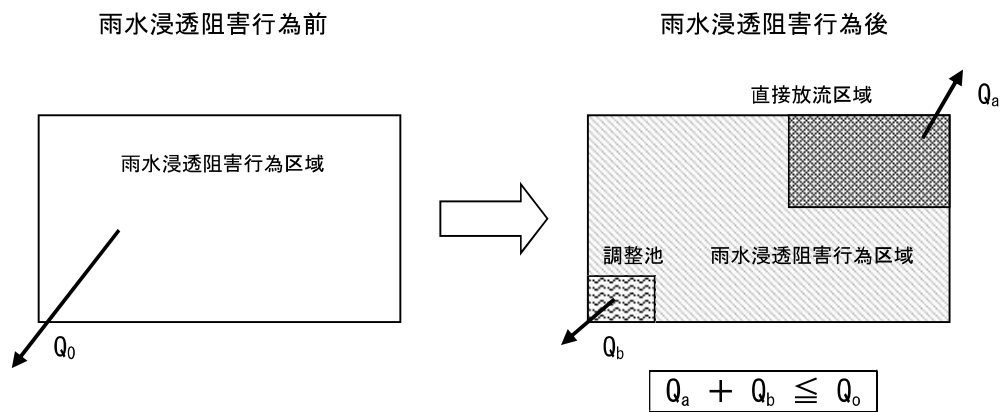 雨水浸透阻害行為前
雨水浸透阻害行為区域
Q₀
雨水浸透阻害行為後
直接放流区域
Qₐ
調整池
雨水浸透阻害行為区域
Q_b
Qₐ + Q_b ≦ Qₒ